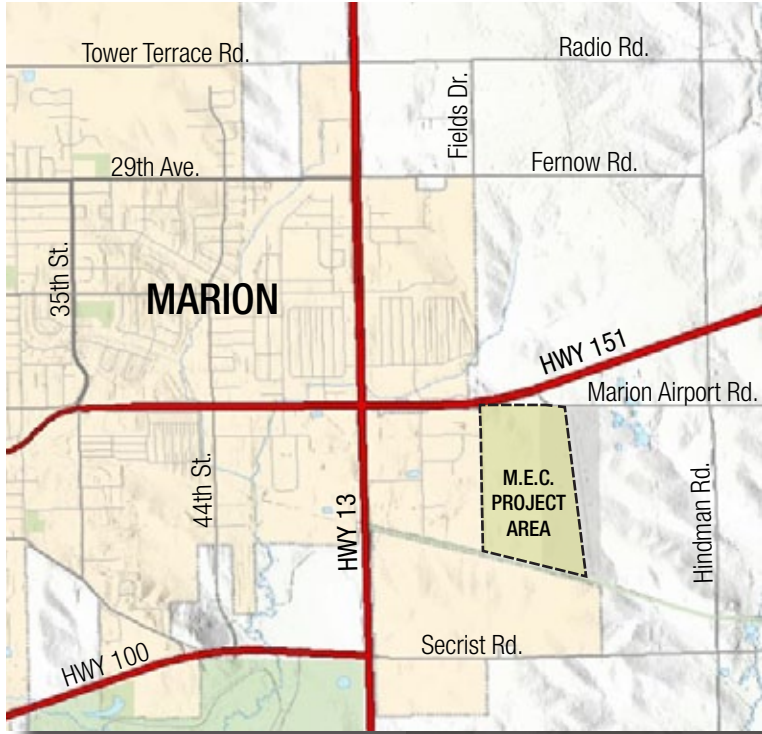 Tower Terrace Rd.
Radio Rd.
Fields Dr.
29th Ave.
Fernow Rd.
35th St.
MARION
HWY 151
Marion Airport Rd.
M.E.C.
PROJECT
AREA
44th St.
HWY 13
Hindman Rd.
Secrist Rd.
HWY 100